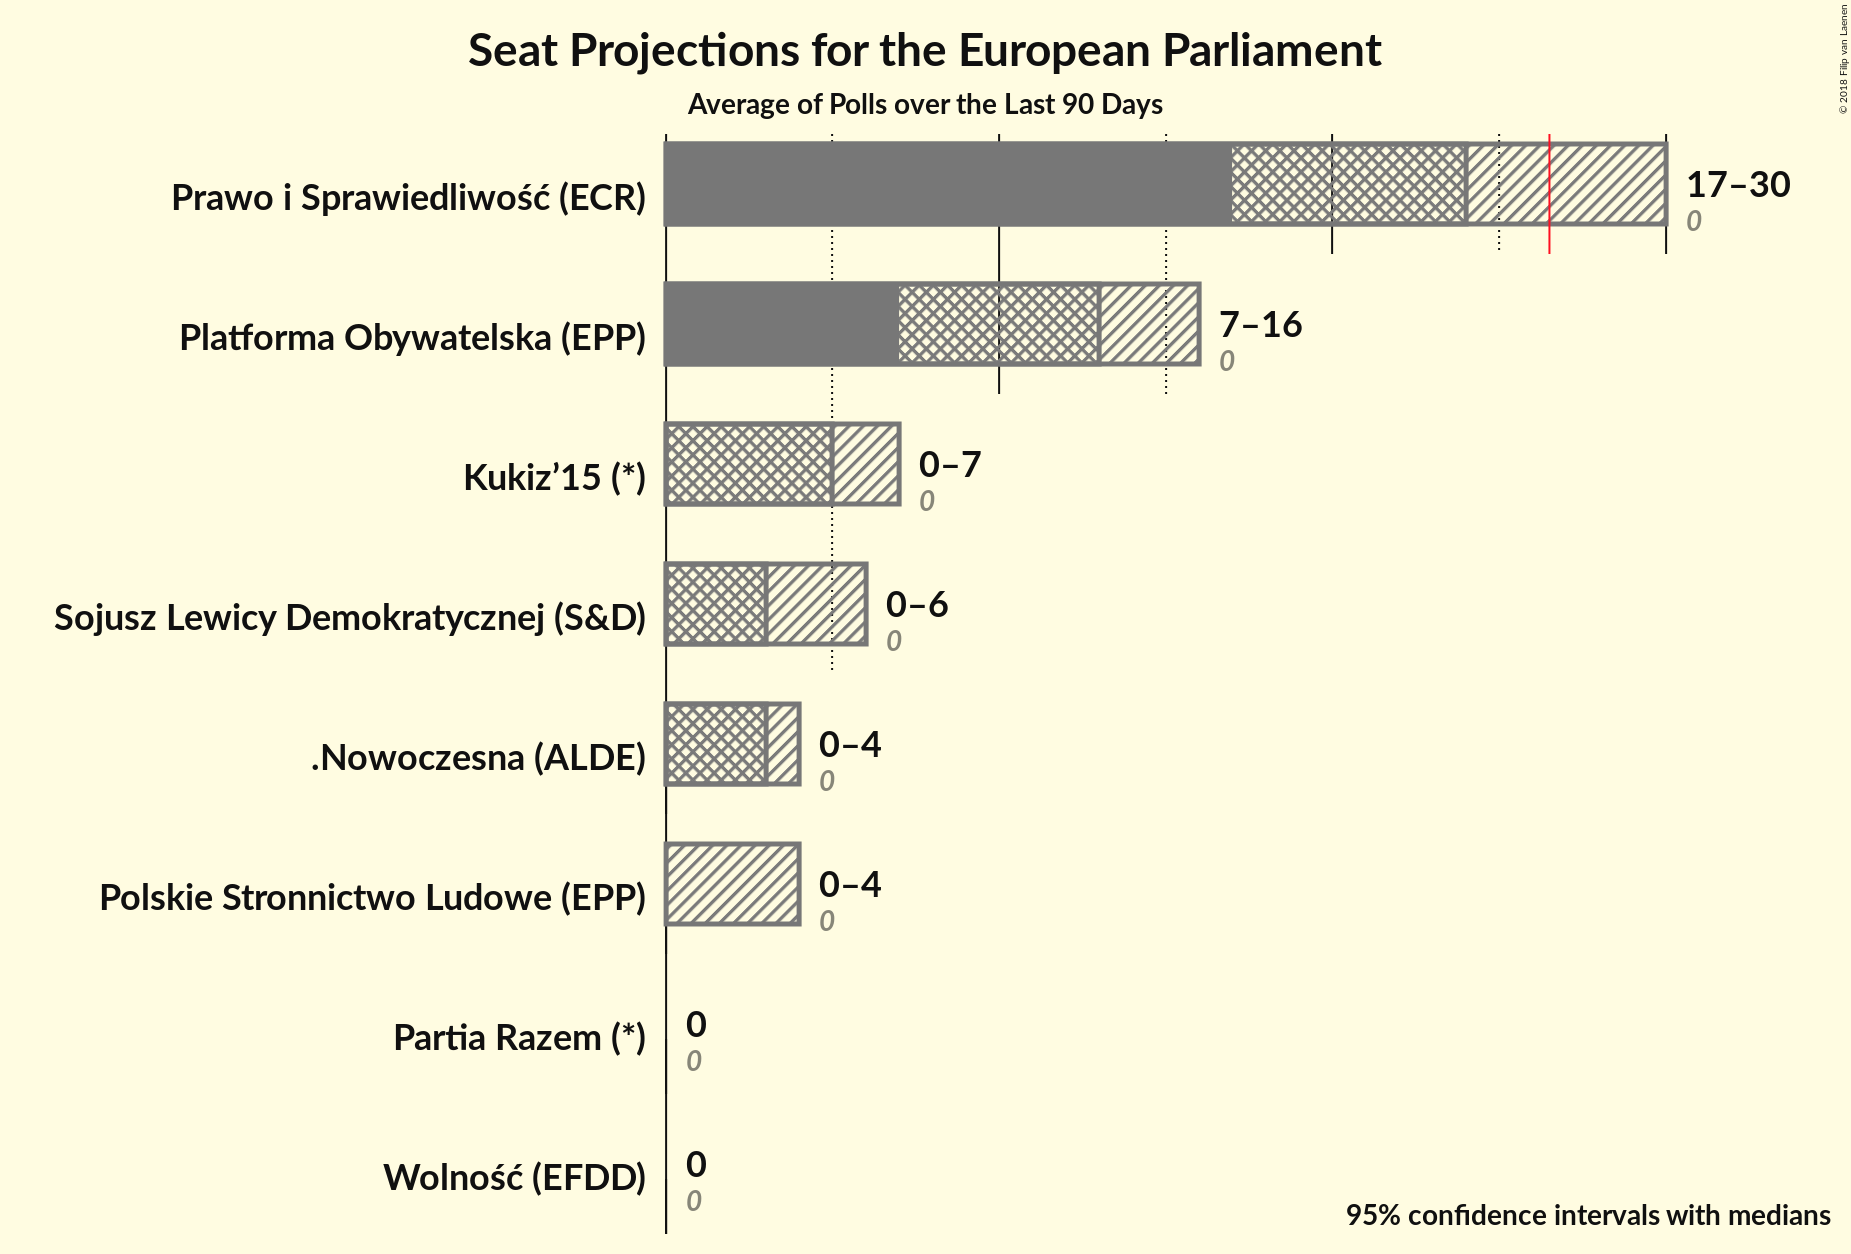 Seat Projections for the European Parliament
Average of Polls over the Last 90 Days
© 2018 Filip van Laenen
Prawo i Sprawiedliwość (ECR)
17–30
0
Platforma Obywatelska (EPP)
7–16
0
Kukiz’15 (*)
0–7
0
Sojusz Lewicy Demokratycznej (S&D)
0–6
0
.Nowoczesna (ALDE)
0–4
0
Polskie Stronnictwo Ludowe (EPP)
0–4
0
Partia Razem (*)
0
0
Wolność (EFDD)
0
0
95% confidence intervals with medians